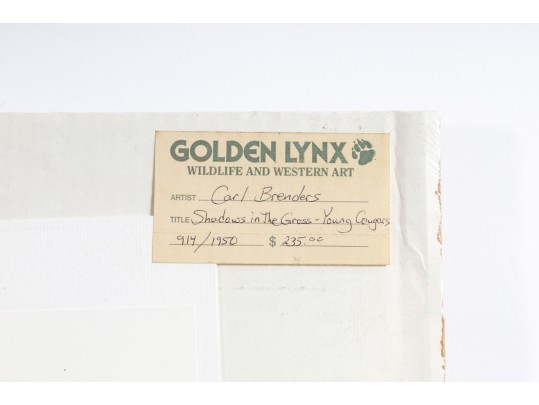 GOLDEN LYNX
WILDLIFE AND WESTERN ART
ARTIST Carl Brenders
TITLE Shadows in The Grass - Young Cougars
914/1950 $ 235.00